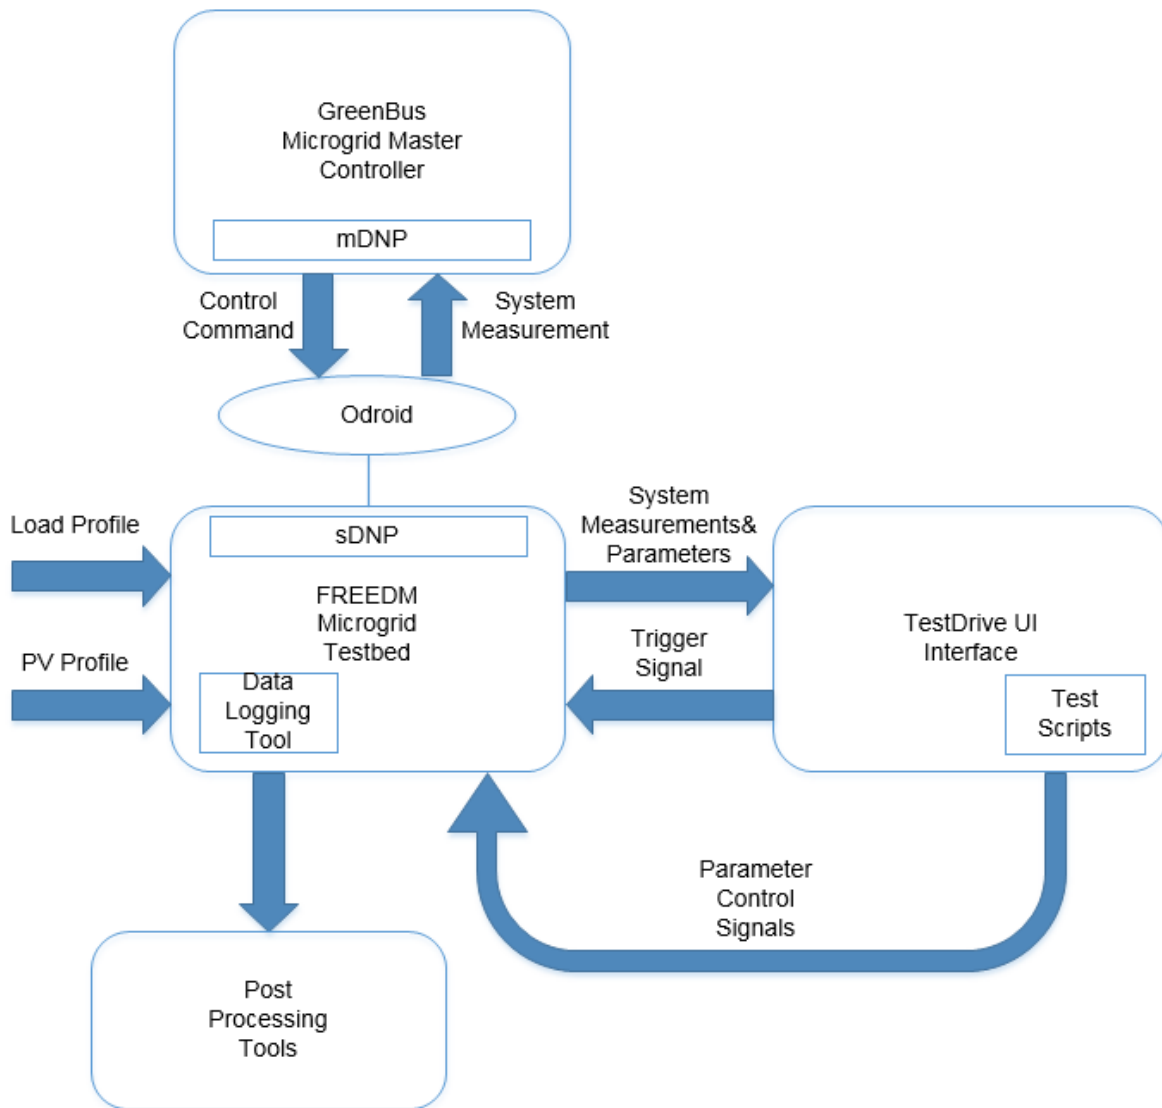 GreenBus
Microgrid Master
Controller
mDNP
Control
Command
System
Measurement
Odroid
Load Profile
PV Profile
sDNP
FREEDM
Microgrid
Testbed
Data
Logging
Tool
System
Measurements&
Parameters
Trigger
Signal
TestDrive UI
Interface
Test
Scripts
Parameter
Control
Signals
Post
Processing
Tools